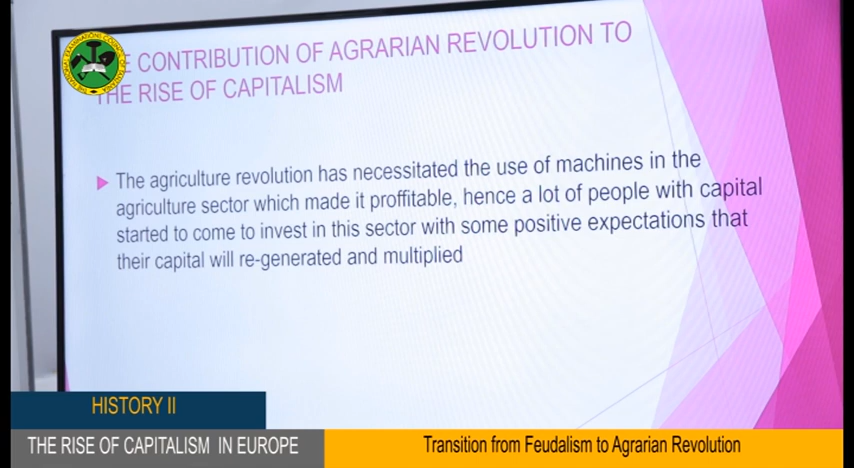 THE CONTRIBUTION OF AGRARIAN REVOLUTION TO
THE RISE OF CAPITALISM
The agriculture revolution has necessitated the use of machines in the
agriculture sector which made it proffitable, hence a lot of people with capital
started to come to invest in this sector with some positive expectations that
their capital will re-generated and multiplied
HISTORY II
THE RISE OF CAPITALISM IN EUROPE
Transition from Feudalism to Agrarian Revolution